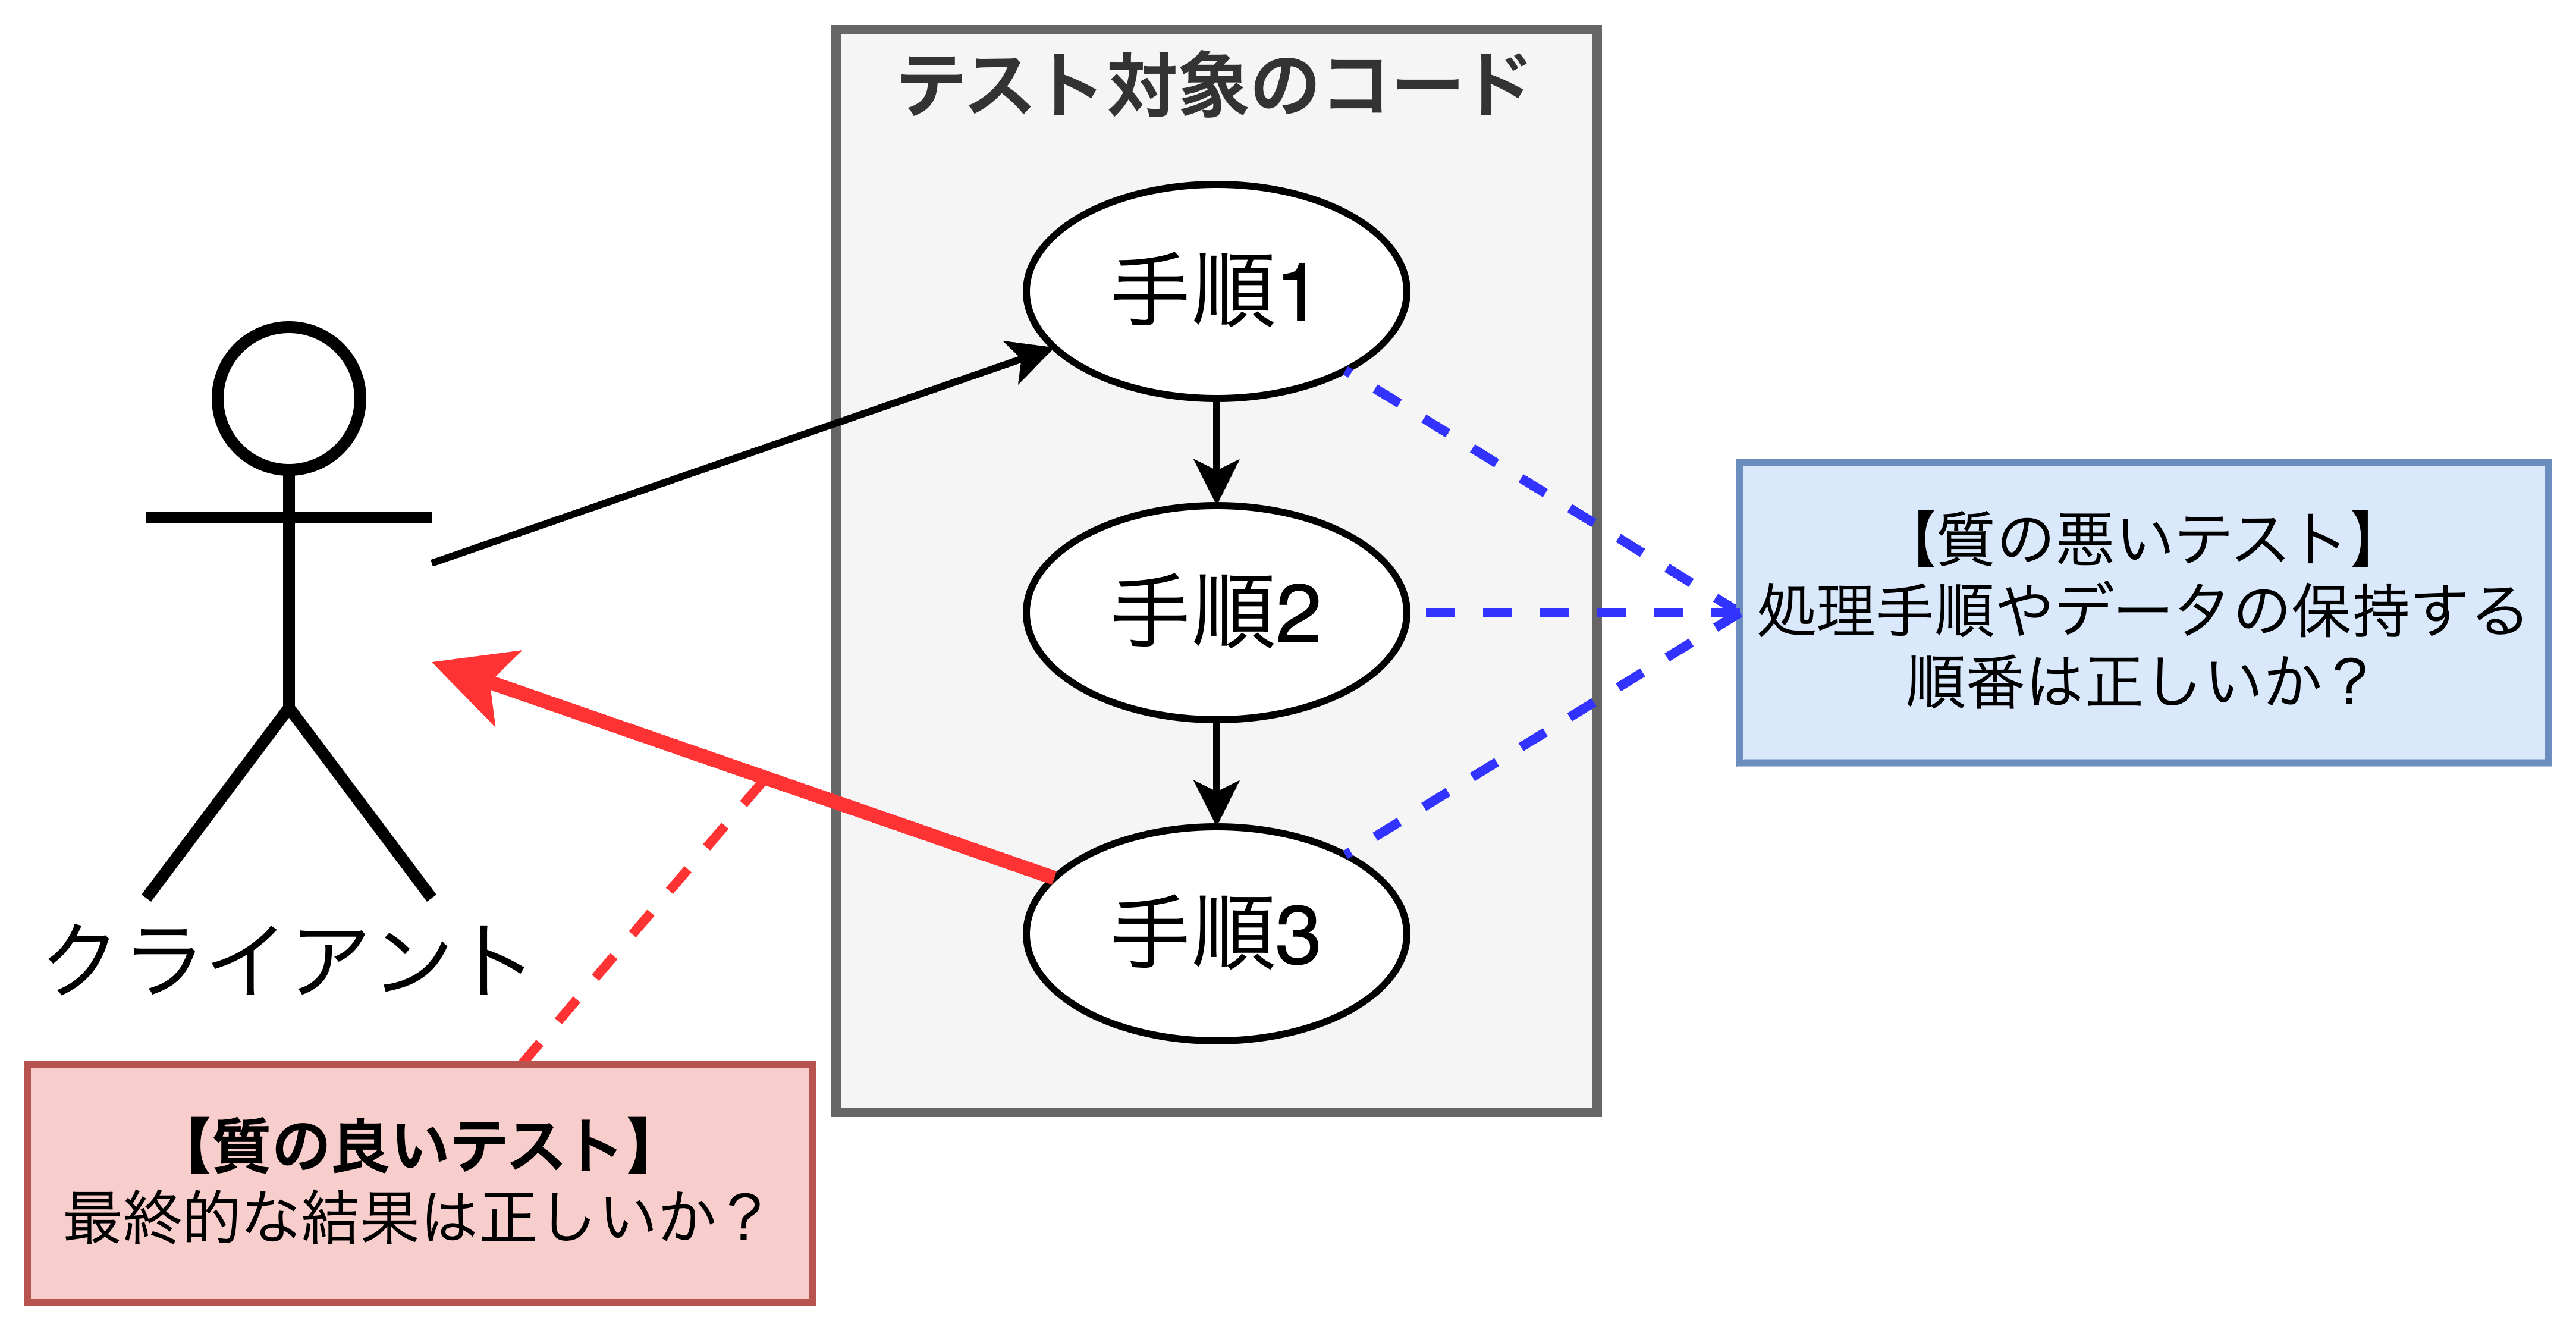 テスト対象のコード
手順1
手順2
手順3
クライアント
【質の悪いテスト】
処理手順やデータの保持する
順番は正しいか？
【質の良いテスト】
最終的な結果は正しいか？